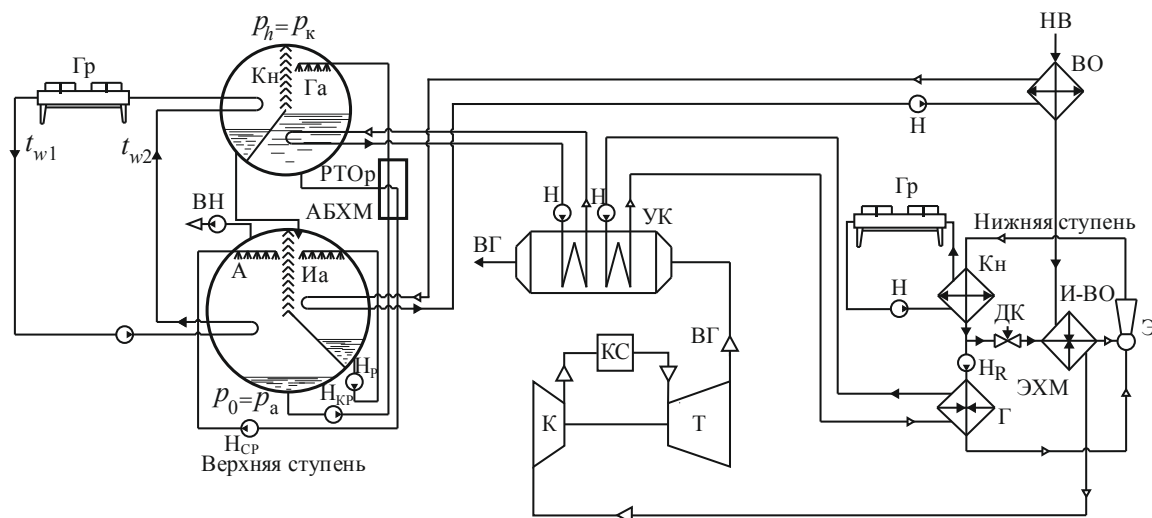 p_h = p_к
НВ
Гр
Кн
Га
ВО
Н
t_w1
t_w2
РТОр
АБХМ
ВН
Н
Н
УК
Гр
Нижняя ступень
ВГ
Кн
А
Иа
Н
И-ВО
ДК
Э
ВГ
КС
Н_Р
Н_R
ЭХМ
p_0 = p_а
Н_КР
К
Т
Г
Н_СР
Верхняя ступень